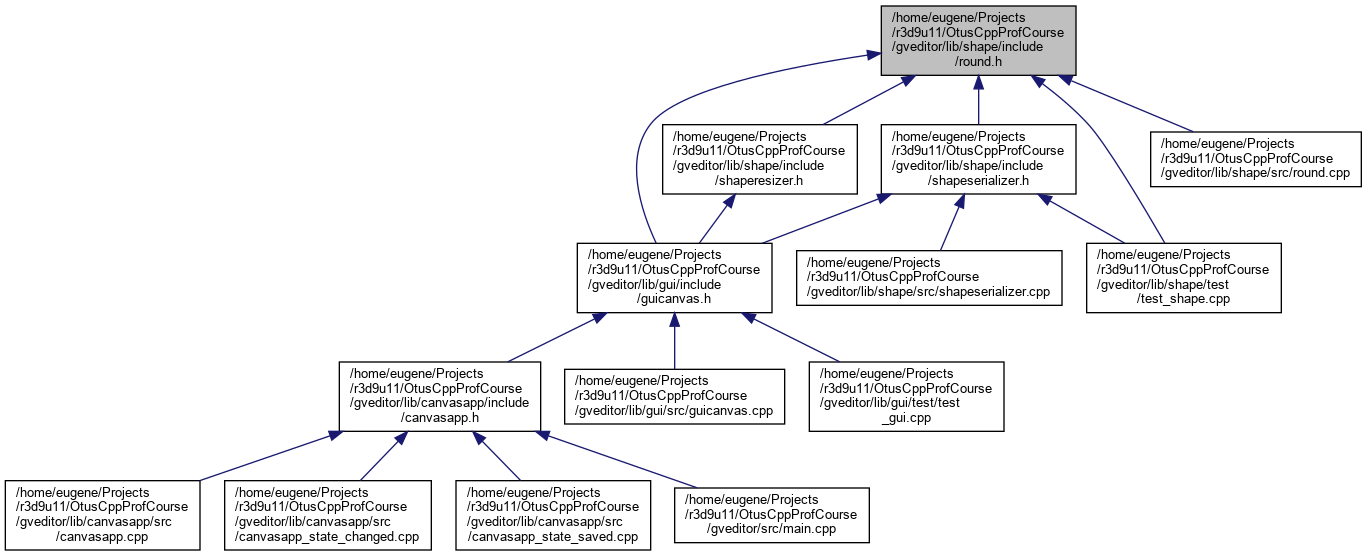 /home/eugene/Projects
/r3d9u11/OtusCppProfCourse
/gveditor/lib/shape/include
/round.h
/home/eugene/Projects
/r3d9u11/OtusCppProfCourse
/gveditor/lib/shape/include
/shaperesizer.h
/home/eugene/Projects
/r3d9u11/OtusCppProfCourse
/gveditor/lib/shape/include
/shapeserializer.h
/home/eugene/Projects
/r3d9u11/OtusCppProfCourse
/gveditor/lib/shape/src/round.cpp
/home/eugene/Projects
/r3d9u11/OtusCppProfCourse
/gveditor/lib/gui/include
/guicanvas.h
/home/eugene/Projects
/r3d9u11/OtusCppProfCourse
/gveditor/lib/shape/src/shapeserializer.cpp
/home/eugene/Projects
/r3d9u11/OtusCppProfCourse
/gveditor/lib/shape/test
/test_shape.cpp
/home/eugene/Projects
/r3d9u11/OtusCppProfCourse
/gveditor/lib/canvasapp/include
/canvasapp.h
/home/eugene/Projects
/r3d9u11/OtusCppProfCourse
/gveditor/lib/gui/src/guicanvas.cpp
/home/eugene/Projects
/r3d9u11/OtusCppProfCourse
/gveditor/lib/gui/test/test
_gui.cpp
/home/eugene/Projects
/r3d9u11/OtusCppProfCourse
/gveditor/lib/canvasapp/src
/canvasapp.cpp
/home/eugene/Projects
/r3d9u11/OtusCppProfCourse
/gveditor/lib/canvasapp/src
/canvasapp_state_changed.cpp
/home/eugene/Projects
/r3d9u11/OtusCppProfCourse
/gveditor/lib/canvasapp/src
/canvasapp_state_saved.cpp
/home/eugene/Projects
/r3d9u11/OtusCppProfCourse
/gveditor/src/main.cpp